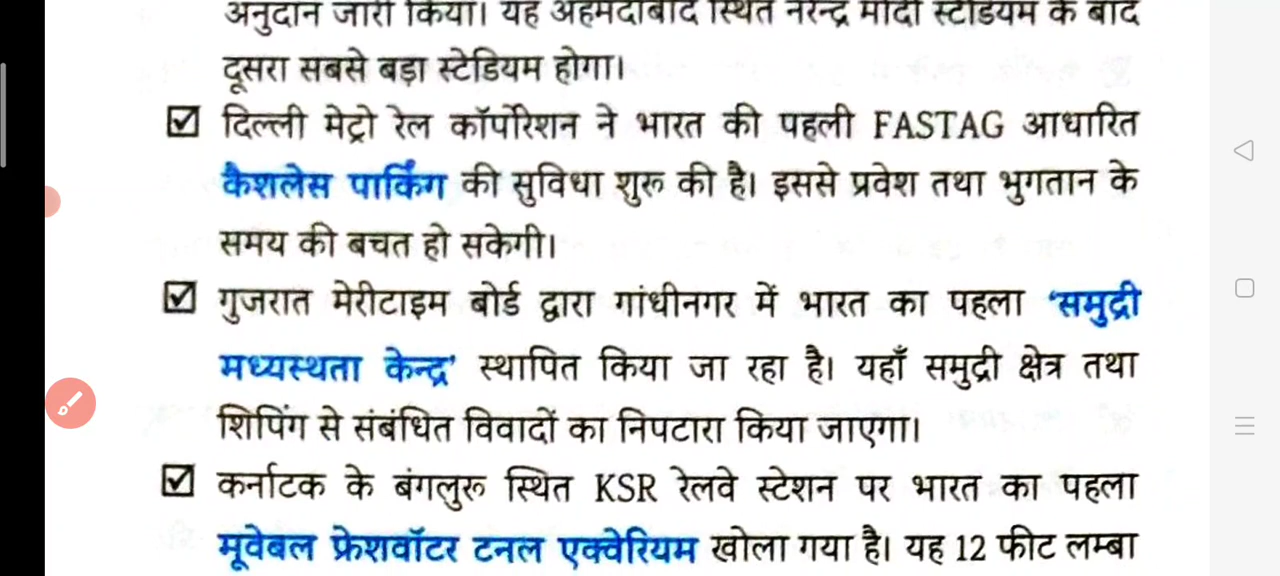 अनुदान जारी किया। यह अहमदाबाद स्थित नरेन्द्र मोदी स्टेडियम के बाद
दूसरा सबसे बड़ा स्टेडियम होगा।
दिल्ली मेट्रो रेल कॉर्पोरेशन ने भारत की पहली FASTAG आधारित
कैशलेस पार्किंग की सुविधा शुरू की है। इससे प्रवेश तथा भुगतान के
समय की बचत हो सकेगी।
गुजरात मेरीटाइम बोर्ड द्वारा गांधीनगर में भारत का पहला ‘समुद्री
मध्यस्थता केन्द्र’ स्थापित किया जा रहा है। यहाँ समुद्री क्षेत्र तथा
शिपिंग से संबंधित विवादों का निपटारा किया जाएगा।
कर्नाटक के बंगलुरू स्थित KSR रेलवे स्टेशन पर भारत का पहला
मूवेबल फ्रेशवॉटर टनल एक्वेरियम खोला गया है। यह 12 फीट लम्बा